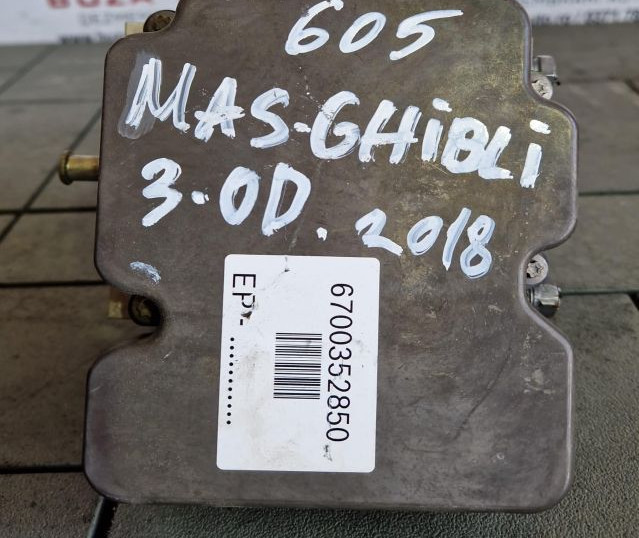 605
MAS-GHiBLi
3.0D. 2018
6700352850
EP- ............